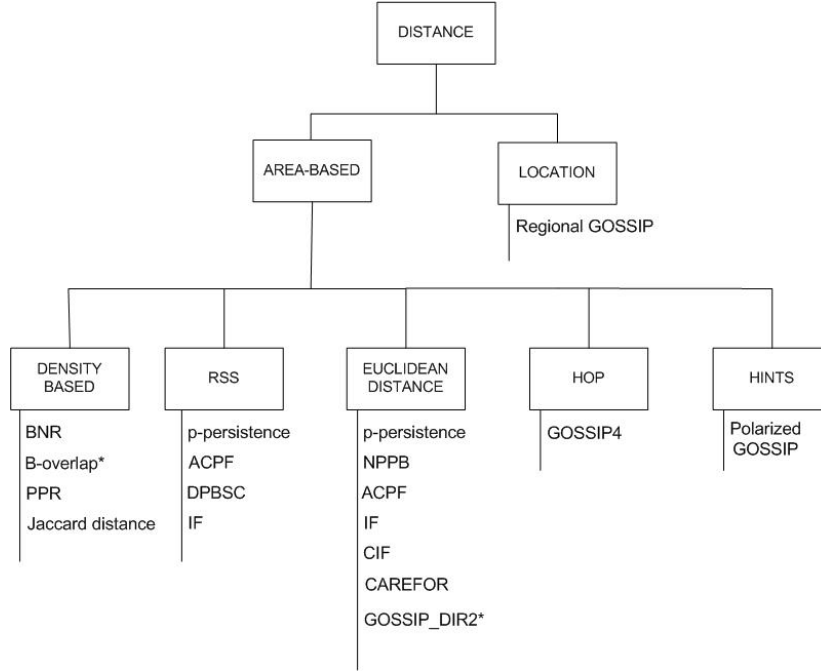 DISTANCE
AREA-BASED
LOCATION
Regional GOSSIP
DENSITY
BASED
BNR
B-overlap*
PPR
Jaccard distance
RSS
p-persistence
ACPF
DPBSC
IF
EUCLIDEAN
DISTANCE
p-persistence
NPPB
ACPF
IF
CIF
CAREFOR
GOSSIP_DIR2*
HOP
GOSSIP4
HINTS
Polarized
GOSSIP